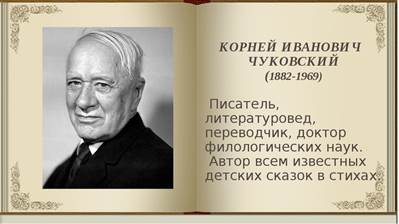 КОРНЕЙ ИВАНОВИЧ
ЧУКОВСКИЙ
(1882-1969)
Писатель,
литературовед,
переводчик, доктор
филологических наук.
Автор всем известных
детских сказок в стихах.